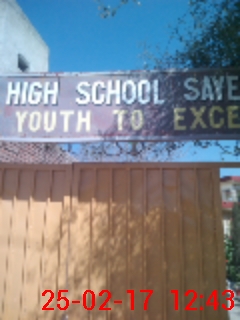 HIGH SCHOOL SAYE
YOUTH TO EXCE
25-02-17 12:43